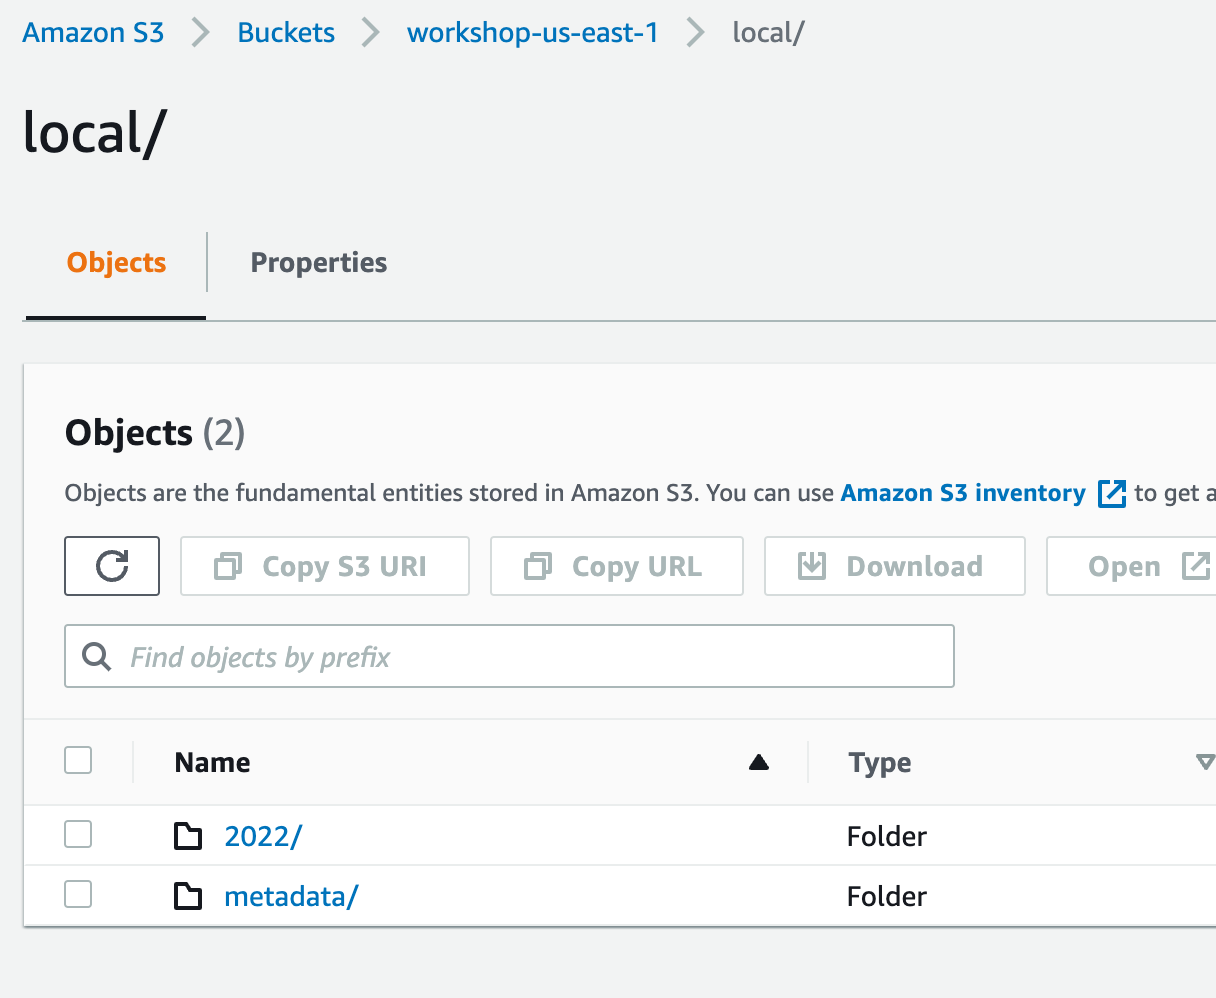 Amazon S3 > Buckets > workshop-us-east-1 > local/
local/
Objects Properties
Objects (2)
Objects are the fundamental entities stored in Amazon S3. You can use Amazon S3 inventory to get a
Copy S3 URI Copy URL Download Open
Find objects by prefix
Name Type
2022/ Folder
metadata/ Folder